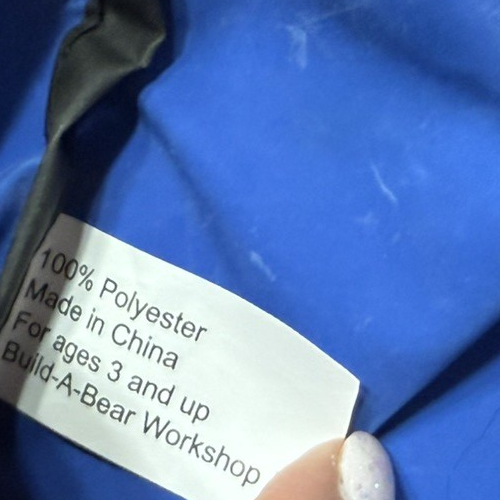 100% Polyester
Made in China
For ages 3 and up
Build-A-Bear Workshop